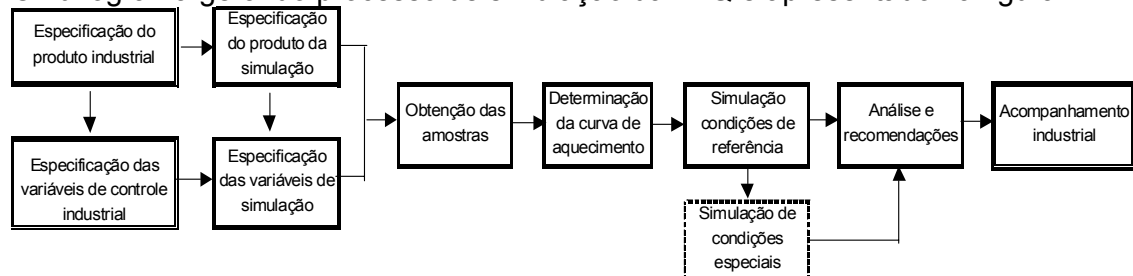 Especificação do
produto industrial
Especificação
do produto da
simulação
Especificação das
variáveis de controle
industrial
Especificação
das variáveis de
simulação
Obtenção das
amostras
Determinação
da curva de
aquecimento
Simulação
condições de
referência
Simulação de
condições
especiais
Análise e
recomendações
Acompanhamento
industrial